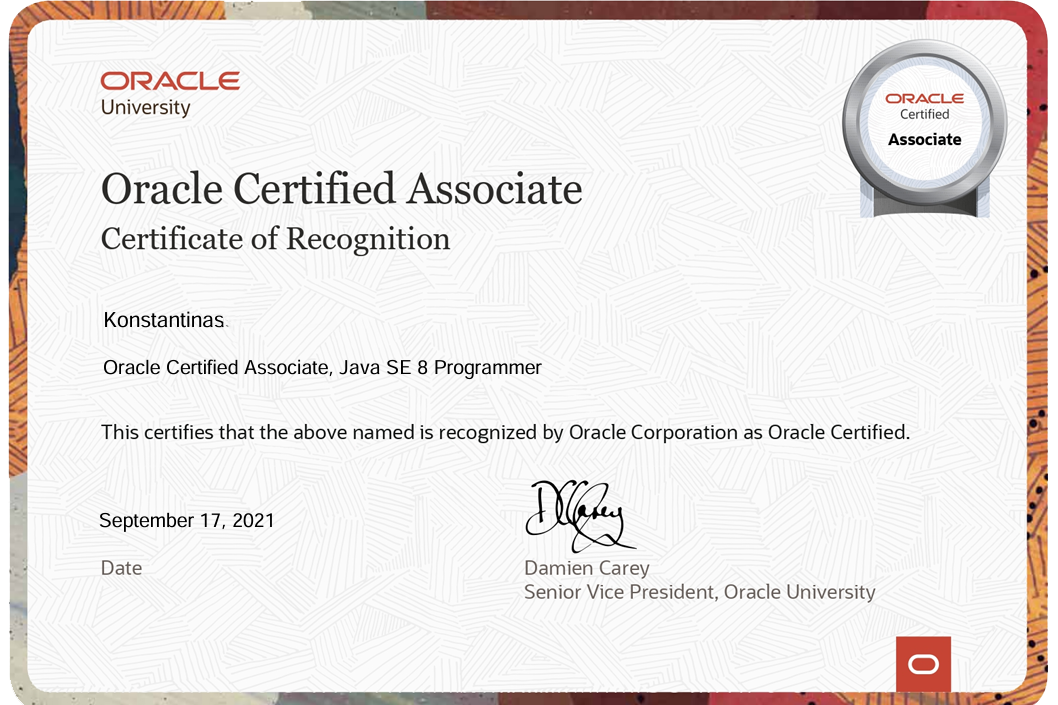 ORACLE
University
ORACLE
Certified
Associate
Oracle Certified Associate
Certificate of Recognition
Konstantinas
Oracle Certified Associate, Java SE 8 Programmer
This certifies that the above named is recognized by Oracle Corporation as Oracle Certified.
DCCarey
September 17, 2021
Date
Damien Carey
Senior Vice President, Oracle University